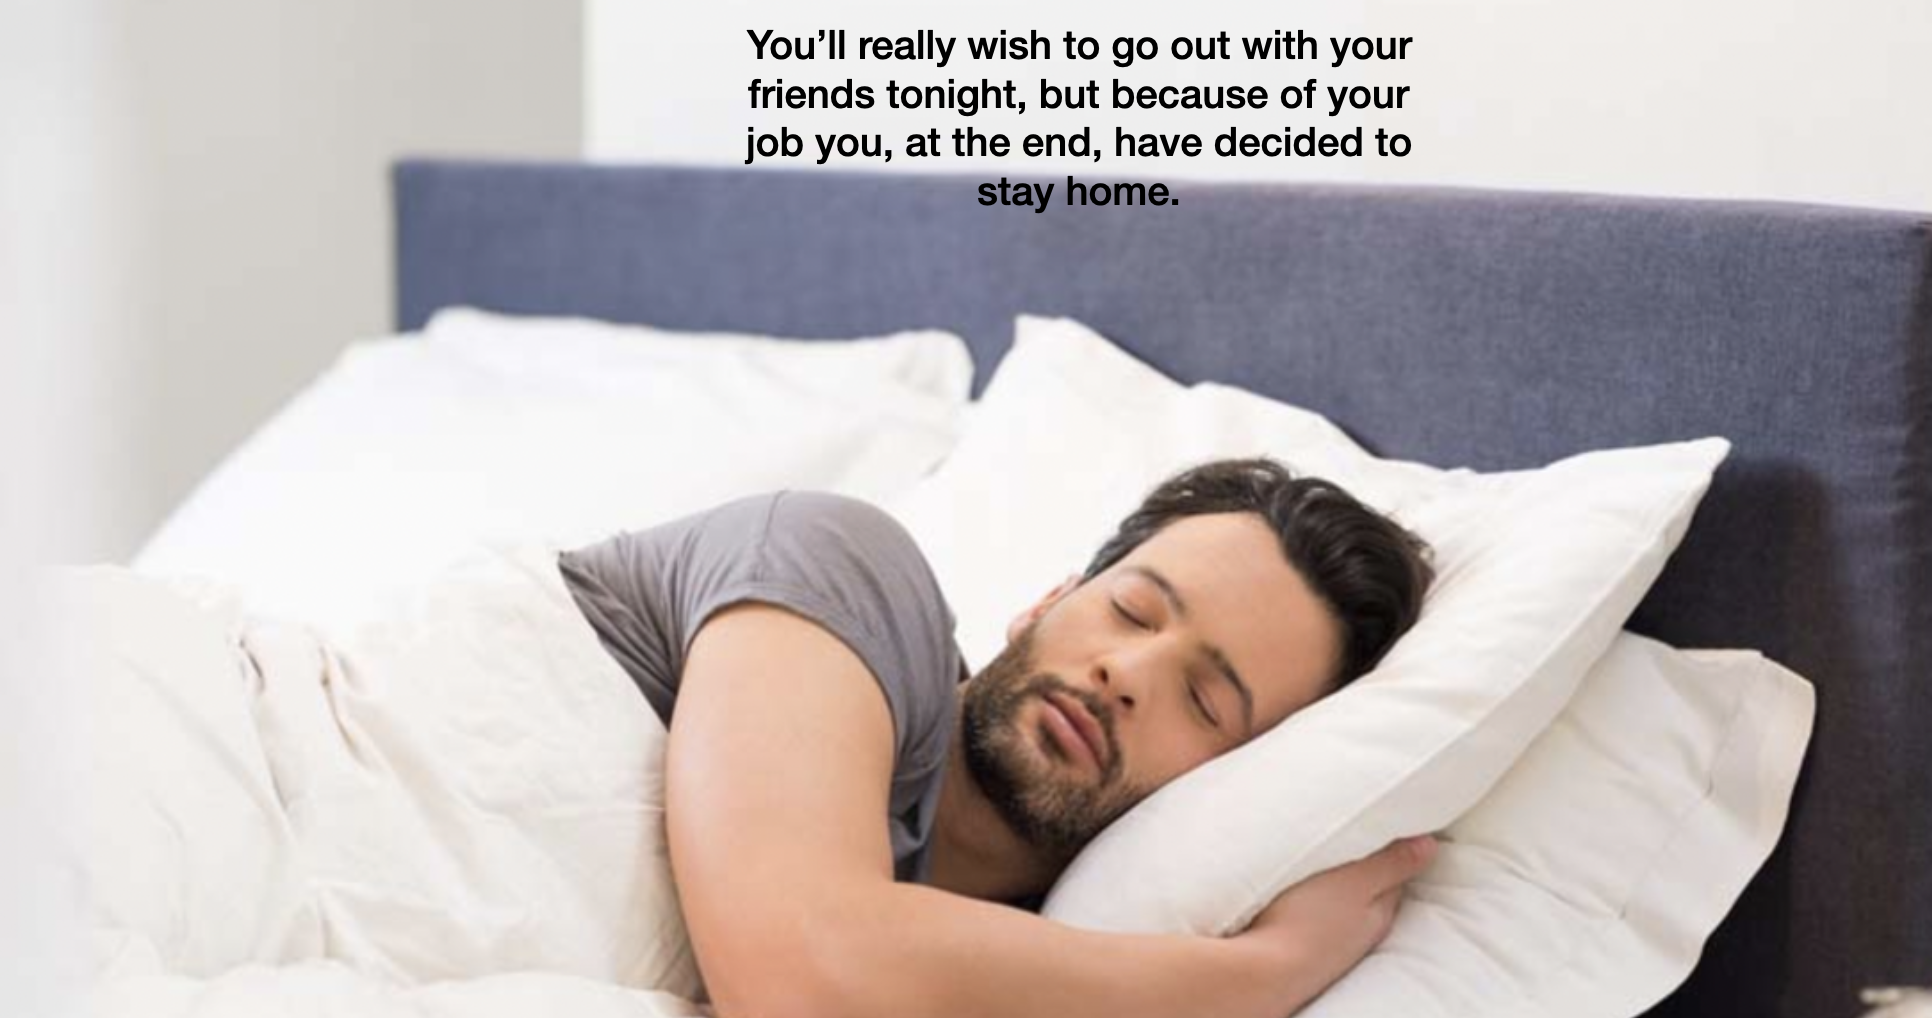 You’ll really wish to go out with your
friends tonight, but because of your
job you, at the end, have decided to
stay home.